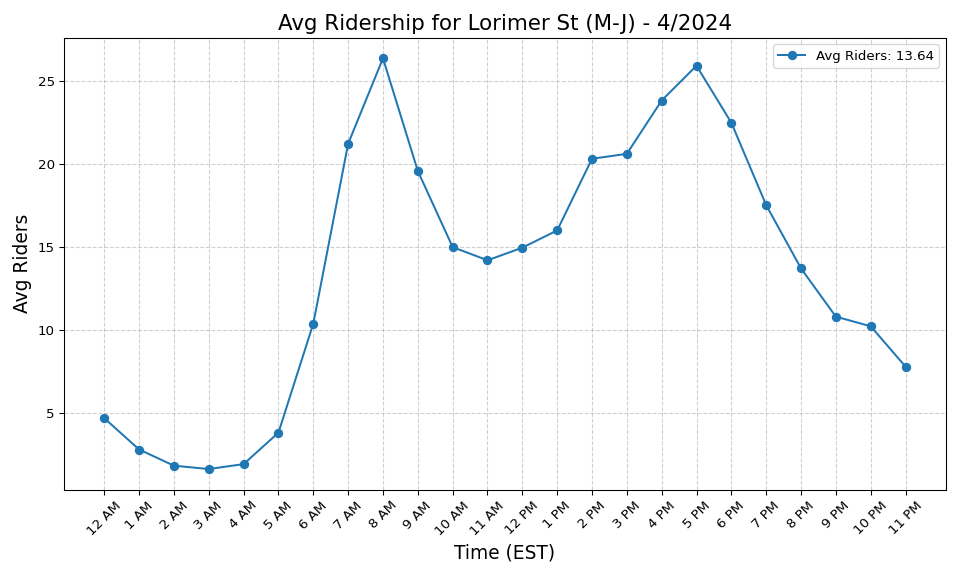 Avg Ridership for Lorimer St (M-J) - 4/2024
Avg Riders: 13.64
Avg Riders
25
20
15
10
5
12 AM
1 AM
2 AM
3 AM
4 AM
5 AM
6 AM
7 AM
8 AM
9 AM
10 AM
11 AM
12 PM
1 PM
2 PM
3 PM
4 PM
5 PM
6 PM
7 PM
8 PM
9 PM
10 PM
11 PM
Time (EST)